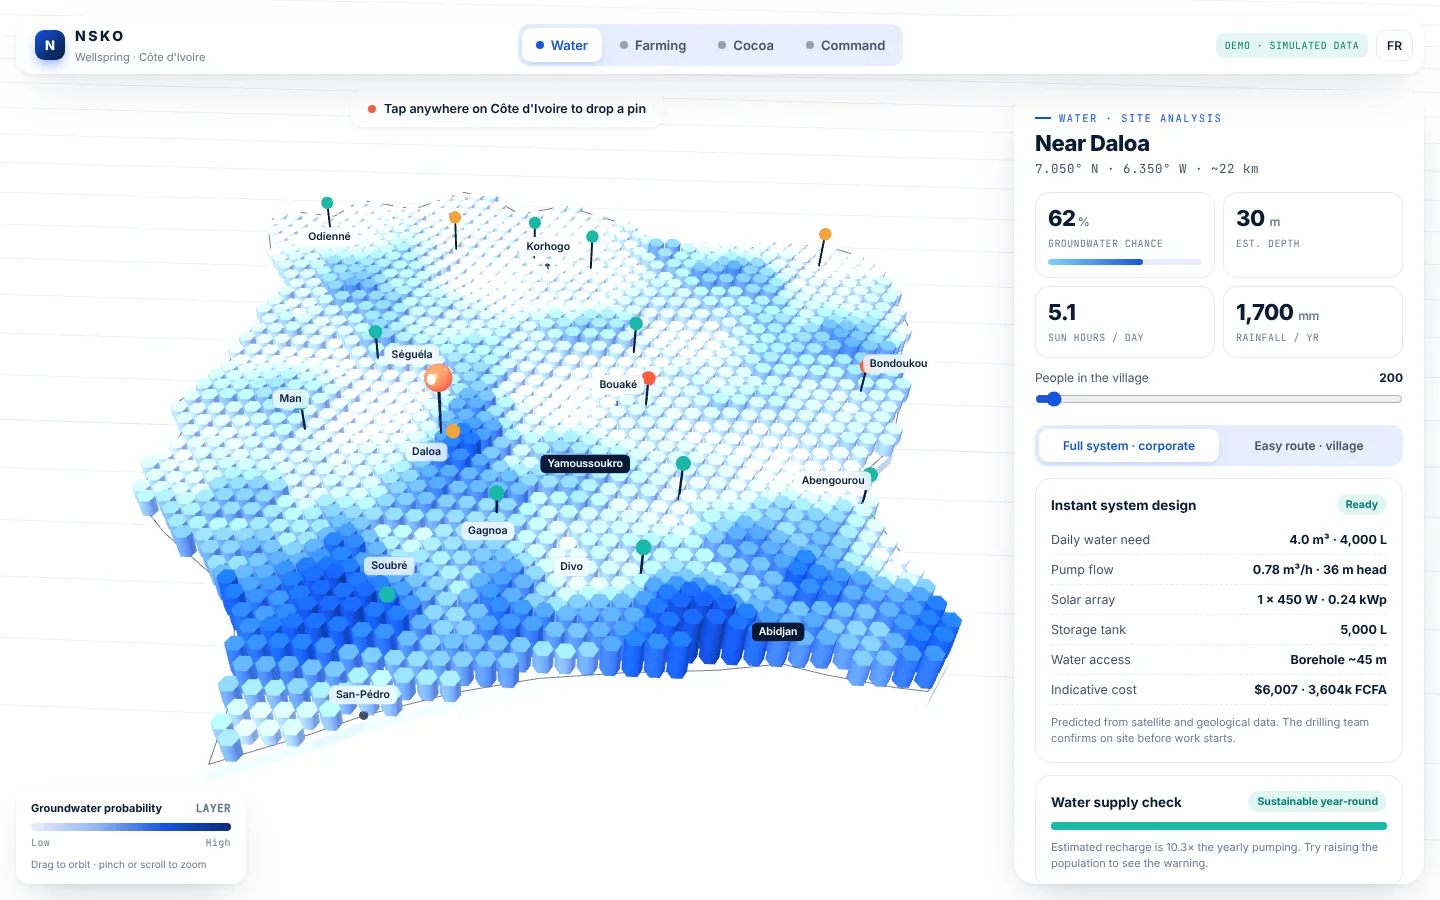 N
NSKO
Wellspring · Côte d'Ivoire
Water
Farming
Cocoa
Command
DEMO · SIMULATED DATA
FR
Tap anywhere on Côte d'Ivoire to drop a pin
Odienné
Korhogo
Séguéla
Bondoukou
Bouaké
Man
Daloa
Yamoussoukro
Abengourou
Gagnoa
Soubré
Divo
Abidjan
San-Pédro
Groundwater probability LAYER
Low High
Drag to orbit · pinch or scroll to zoom
WATER · SITE ANALYSIS
Near Daloa
7.050° N · 6.350° W · ~22 km
62 %
GROUNDWATER CHANCE
30 m
EST. DEPTH
5.1
SUN HOURS / DAY
1,700 mm
RAINFALL / YR
People in the village 200
Full system · corporate
Easy route · village
Instant system design Ready
Daily water need 4.0 m³ · 4,000 L
Pump flow 0.78 m³/h · 36 m head
Solar array 1 × 450 W · 0.24 kWp
Storage tank 5,000 L
Water access Borehole ~45 m
Indicative cost $6,007 · 3,604k FCFA
Predicted from satellite and geological data. The drilling team
confirms on site before work starts.
Water supply check Sustainable year-round
Estimated recharge is 10.3× the yearly pumping. Try raising the
population to see the warning.